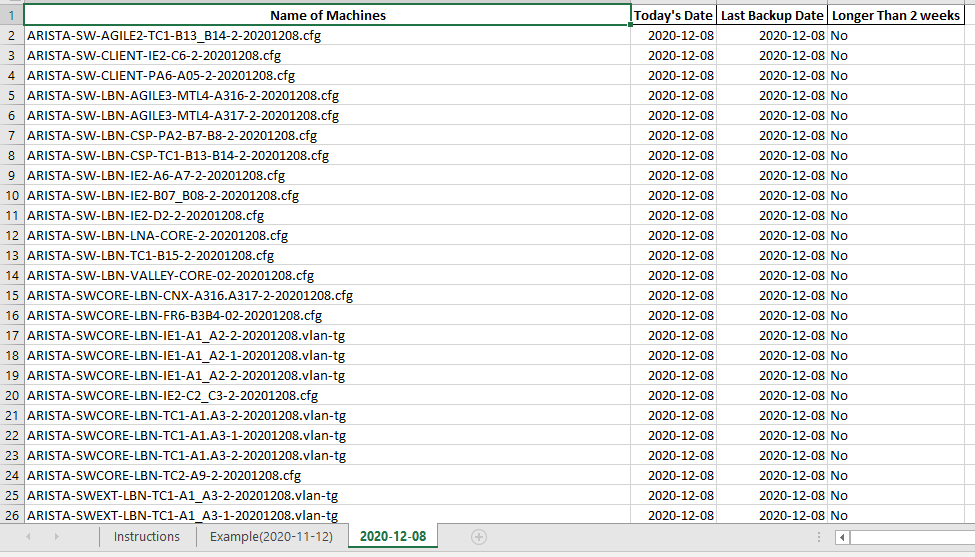 1 Name of Machines Today's Date Last Backup Date Longer Than 2 weeks
2 ARISTA-SW-AGILE2-TC1-B13_B14-2-20201208.cfg 2020-12-08 2020-12-08 No
3 ARISTA-SW-CLIENT-IE2-C6-2-20201208.cfg 2020-12-08 2020-12-08 No
4 ARISTA-SW-CLIENT-PA6-A05-2-20201208.cfg 2020-12-08 2020-12-08 No
5 ARISTA-SW-LBN-AGILE3-MTL4-A316-2-20201208.cfg 2020-12-08 2020-12-08 No
6 ARISTA-SW-LBN-AGILE3-MTL4-A317-2-20201208.cfg 2020-12-08 2020-12-08 No
7 ARISTA-SW-LBN-CSP-PA2-B7-B8-2-20201208.cfg 2020-12-08 2020-12-08 No
8 ARISTA-SW-LBN-CSP-TC1-B13-B14-2-20201208.cfg 2020-12-08 2020-12-08 No
9 ARISTA-SW-LBN-IE2-A6-A7-2-20201208.cfg 2020-12-08 2020-12-08 No
10 ARISTA-SW-LBN-IE2-B07_B08-2-20201208.cfg 2020-12-08 2020-12-08 No
11 ARISTA-SW-LBN-IE2-D2-2-20201208.cfg 2020-12-08 2020-12-08 No
12 ARISTA-SW-LBN-LNA-CORE-2-20201208.cfg 2020-12-08 2020-12-08 No
13 ARISTA-SW-LBN-TC1-B15-2-20201208.cfg 2020-12-08 2020-12-08 No
14 ARISTA-SW-LBN-VALLEY-CORE-02-20201208.cfg 2020-12-08 2020-12-08 No
15 ARISTA-SWCORE-LBN-CNX-A316.A317-2-20201208.cfg 2020-12-08 2020-12-08 No
16 ARISTA-SWCORE-LBN-FR6-B3B4-02-20201208.cfg 2020-12-08 2020-12-08 No
17 ARISTA-SWCORE-LBN-IE1-A1_A2-2-20201208.vlan-tg 2020-12-08 2020-12-08 No
18 ARISTA-SWCORE-LBN-IE1-A1_A2-1-20201208.vlan-tg 2020-12-08 2020-12-08 No
19 ARISTA-SWCORE-LBN-IE1-A1_A2-2-20201208.vlan-tg 2020-12-08 2020-12-08 No
20 ARISTA-SWCORE-LBN-IE2-C2_C3-2-20201208.cfg 2020-12-08 2020-12-08 No
21 ARISTA-SWCORE-LBN-TC1-A1.A3-2-20201208.vlan-tg 2020-12-08 2020-12-08 No
22 ARISTA-SWCORE-LBN-TC1-A1.A3-1-20201208.vlan-tg 2020-12-08 2020-12-08 No
23 ARISTA-SWCORE-LBN-TC1-A1.A3-2-20201208.vlan-tg 2020-12-08 2020-12-08 No
24 ARISTA-SWCORE-LBN-TC2-A9-2-20201208.cfg 2020-12-08 2020-12-08 No
25 ARISTA-SWEXT-LBN-TC1-A1_A3-2-20201208.vlan-tg 2020-12-08 2020-12-08 No
26 ARISTA-SWEXT-LBN-TC1-A1_A3-1-20201208.vlan-tg 2020-12-08 2020-12-08 No
Instructions Example(2020-11-12) 2020-12-08